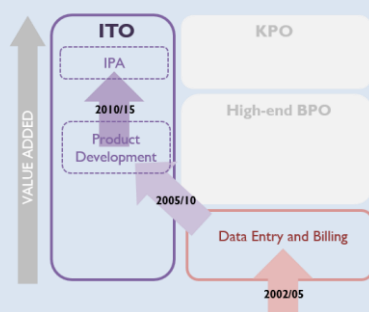 ITO
KPO
IPA
2010/15
High-end BPO
Product
Development
VALUE ADDED
2005/10
Data Entry and Billing
2002/05